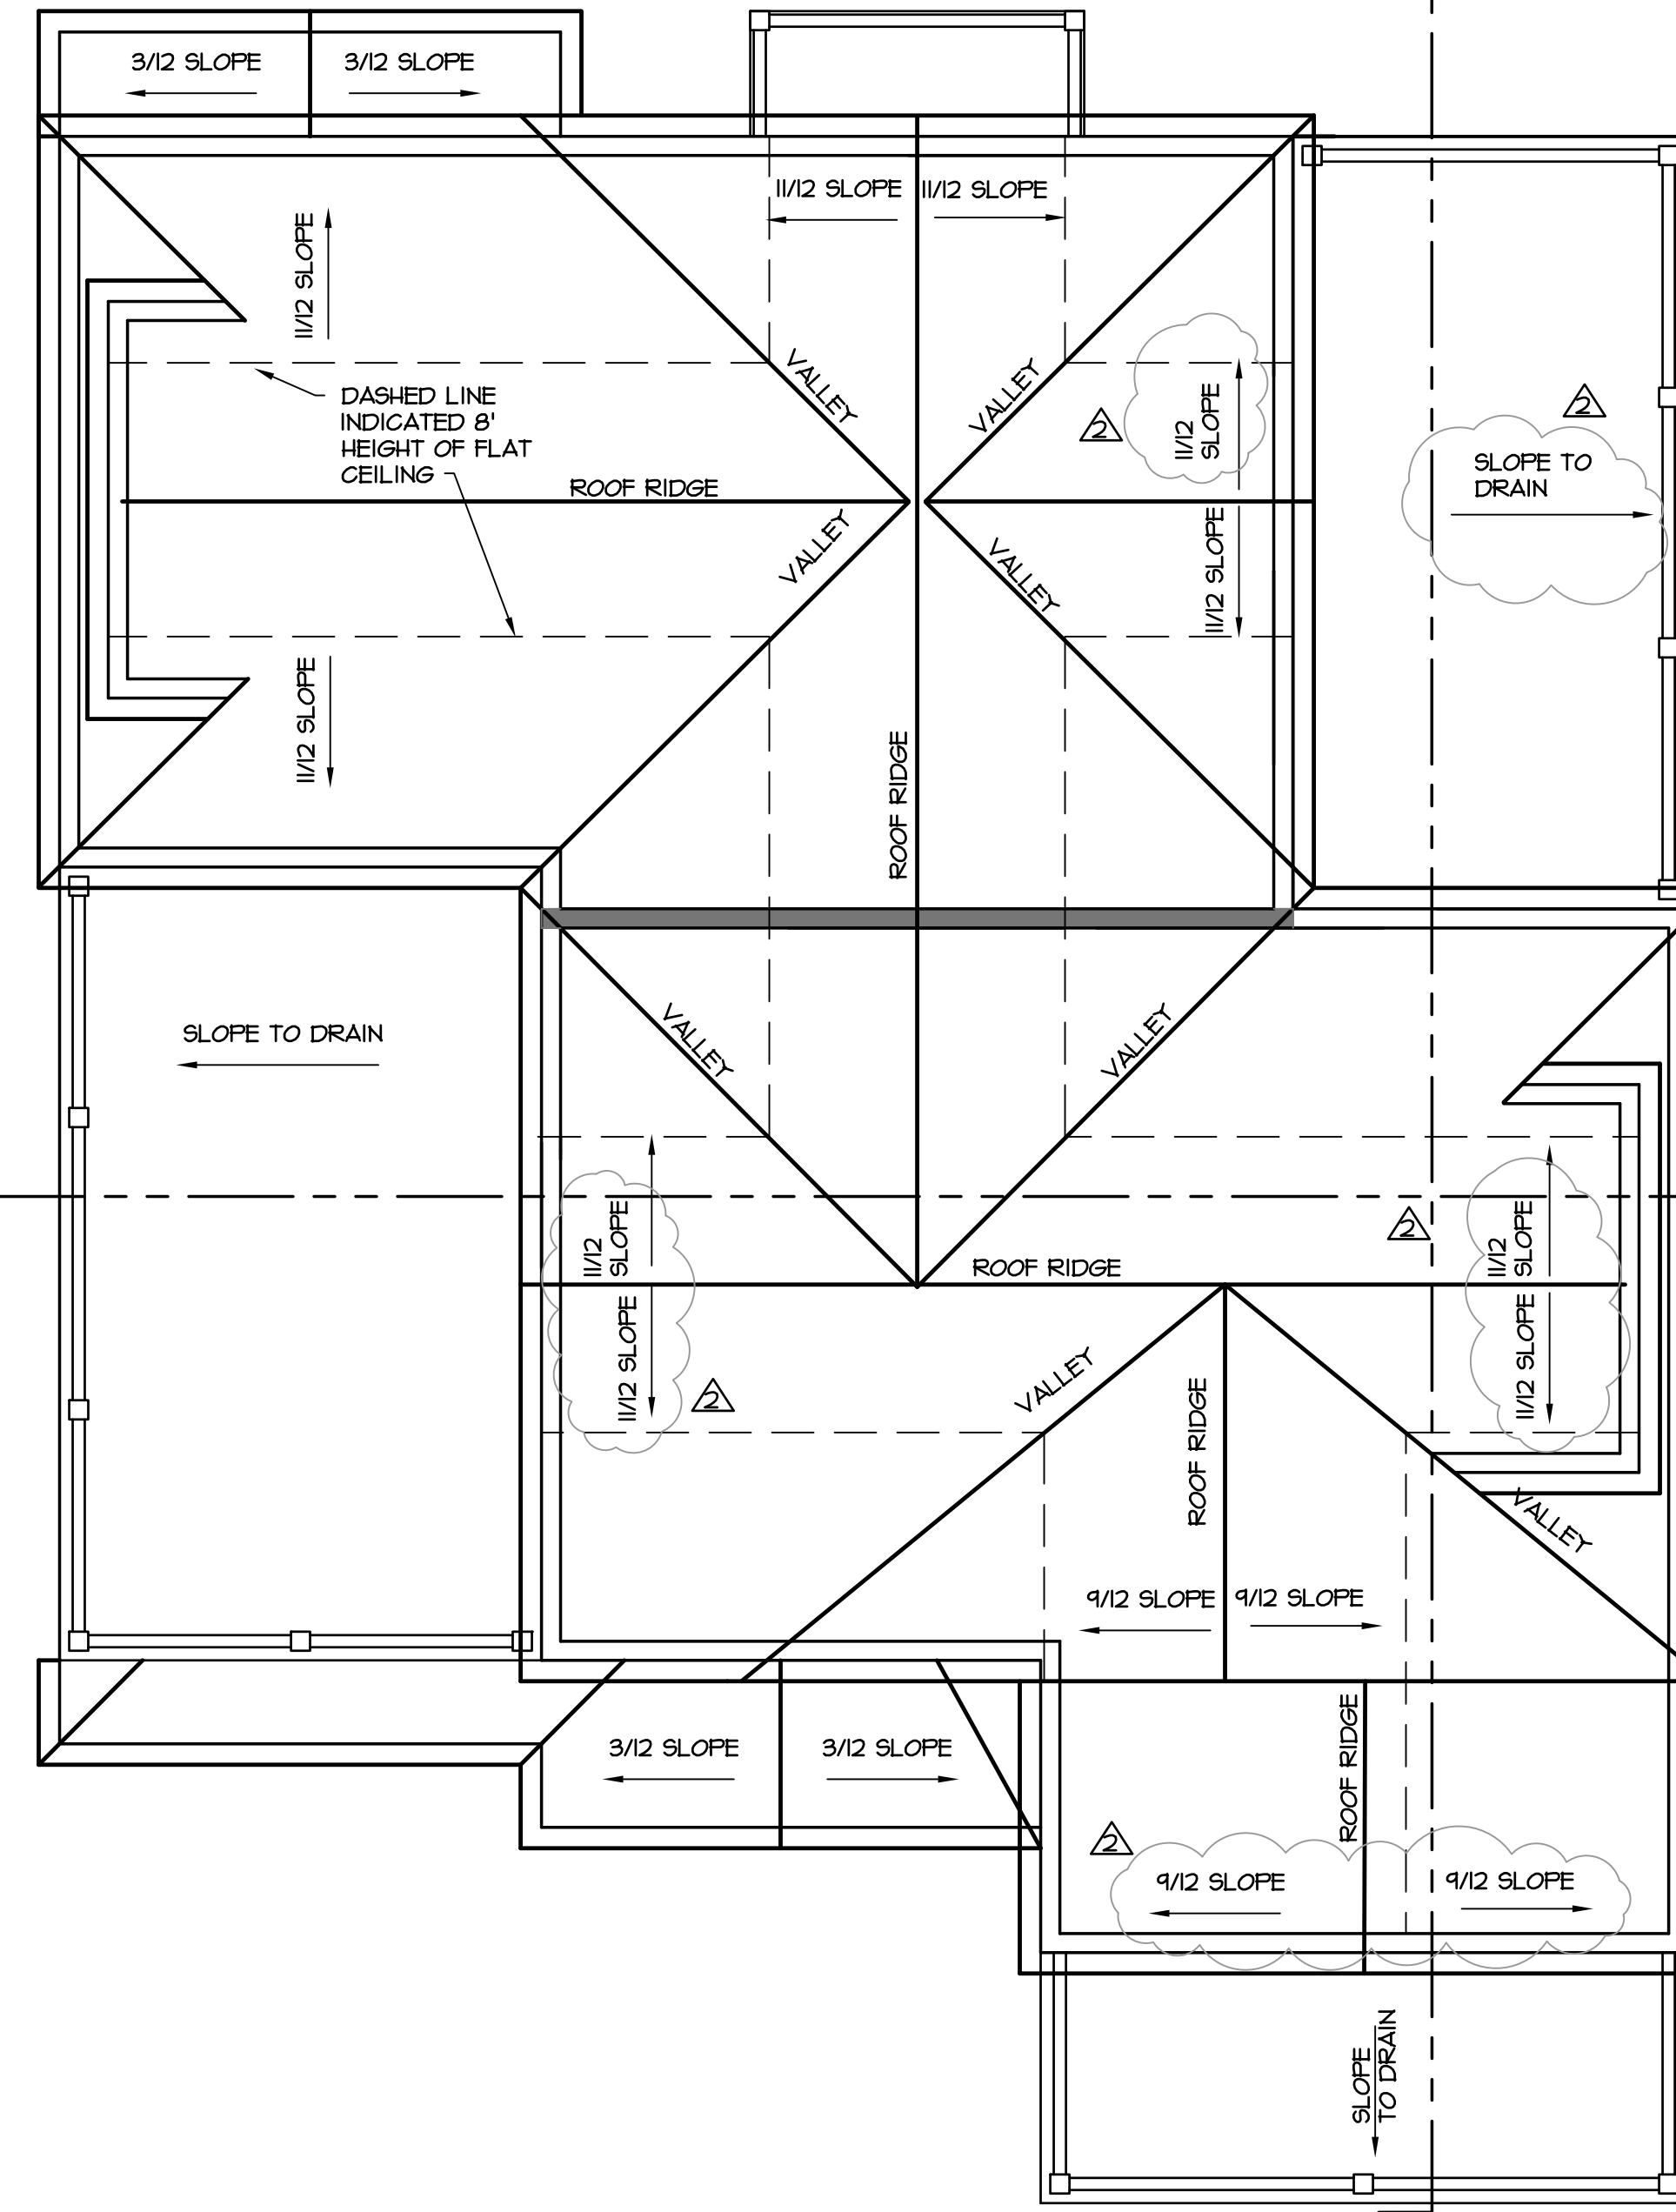 3/12 SLOPE
3/12 SLOPE
11/12 SLOPE
11/12 SLOPE
11/12 SLOPE
VALLEY
VALLEY
11/12
SLOPE
2
2
SLOPE TO
DRAIN
DASHED LINE
INDICATED 8'
HEIGHT OF FLAT
CEILING
ROOF RIDGE
VALLEY
VALLEY
11/12 SLOPE
11/12 SLOPE
ROOF RIDGE
SLOPE TO DRAIN
VALLEY
VALLEY
11/12
SLOPE
11/12 SLOPE
2
ROOF RIDGE
2
11/12
SLOPE
11/12 SLOPE
VALLEY
ROOF RIDGE
VALLEY
9/12 SLOPE
9/12 SLOPE
3/12 SLOPE
3/12 SLOPE
ROOF RIDGE
2
9/12 SLOPE
9/12 SLOPE
SLOPE
TO DRAIN